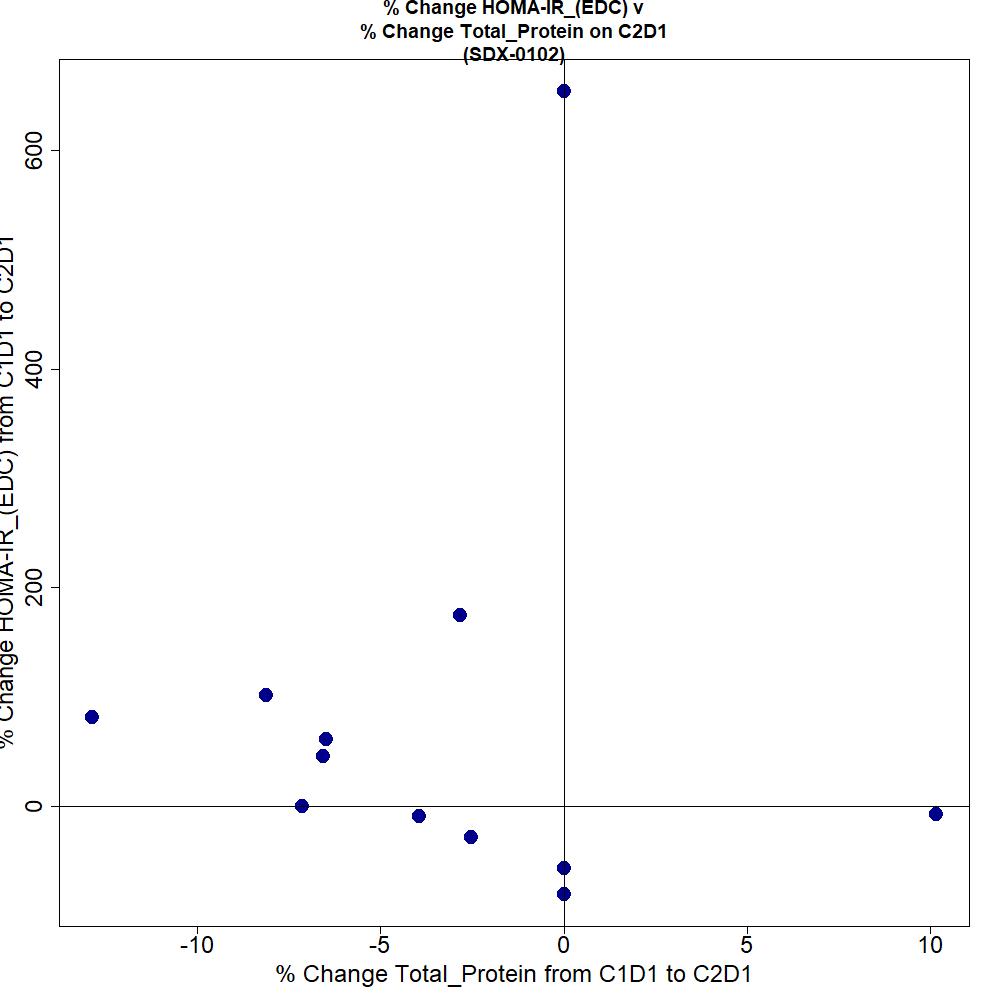 % Change HOMA-IR_(EDC) v
% Change Total_Protein on C2D1
(SDX-0102)
% Change HOMA-IR_(EDC) from C1D1 to C2D1
600
400
200
0
-10
-5
0
5
10
% Change Total_Protein from C1D1 to C2D1